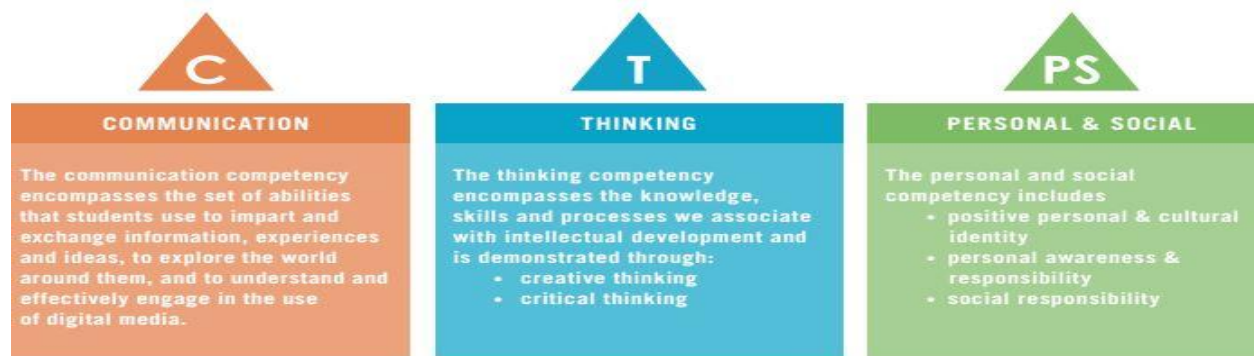 C
COMMUNICATION
The communication competency
encompasses the set of abilities
that students use to impart and
exchange information, experiences
and ideas, to explore the world
around them, and to understand and
effectively engage in the use
of digital media.
T
THINKING
The thinking competency
encompasses the knowledge,
skills and processes we associate
with intellectual development and
is demonstrated through:
• creative thinking
• critical thinking
PS
PERSONAL & SOCIAL
The personal and social
competency includes
• positive personal & cultural
identity
• personal awareness &
responsibility
• social responsibility